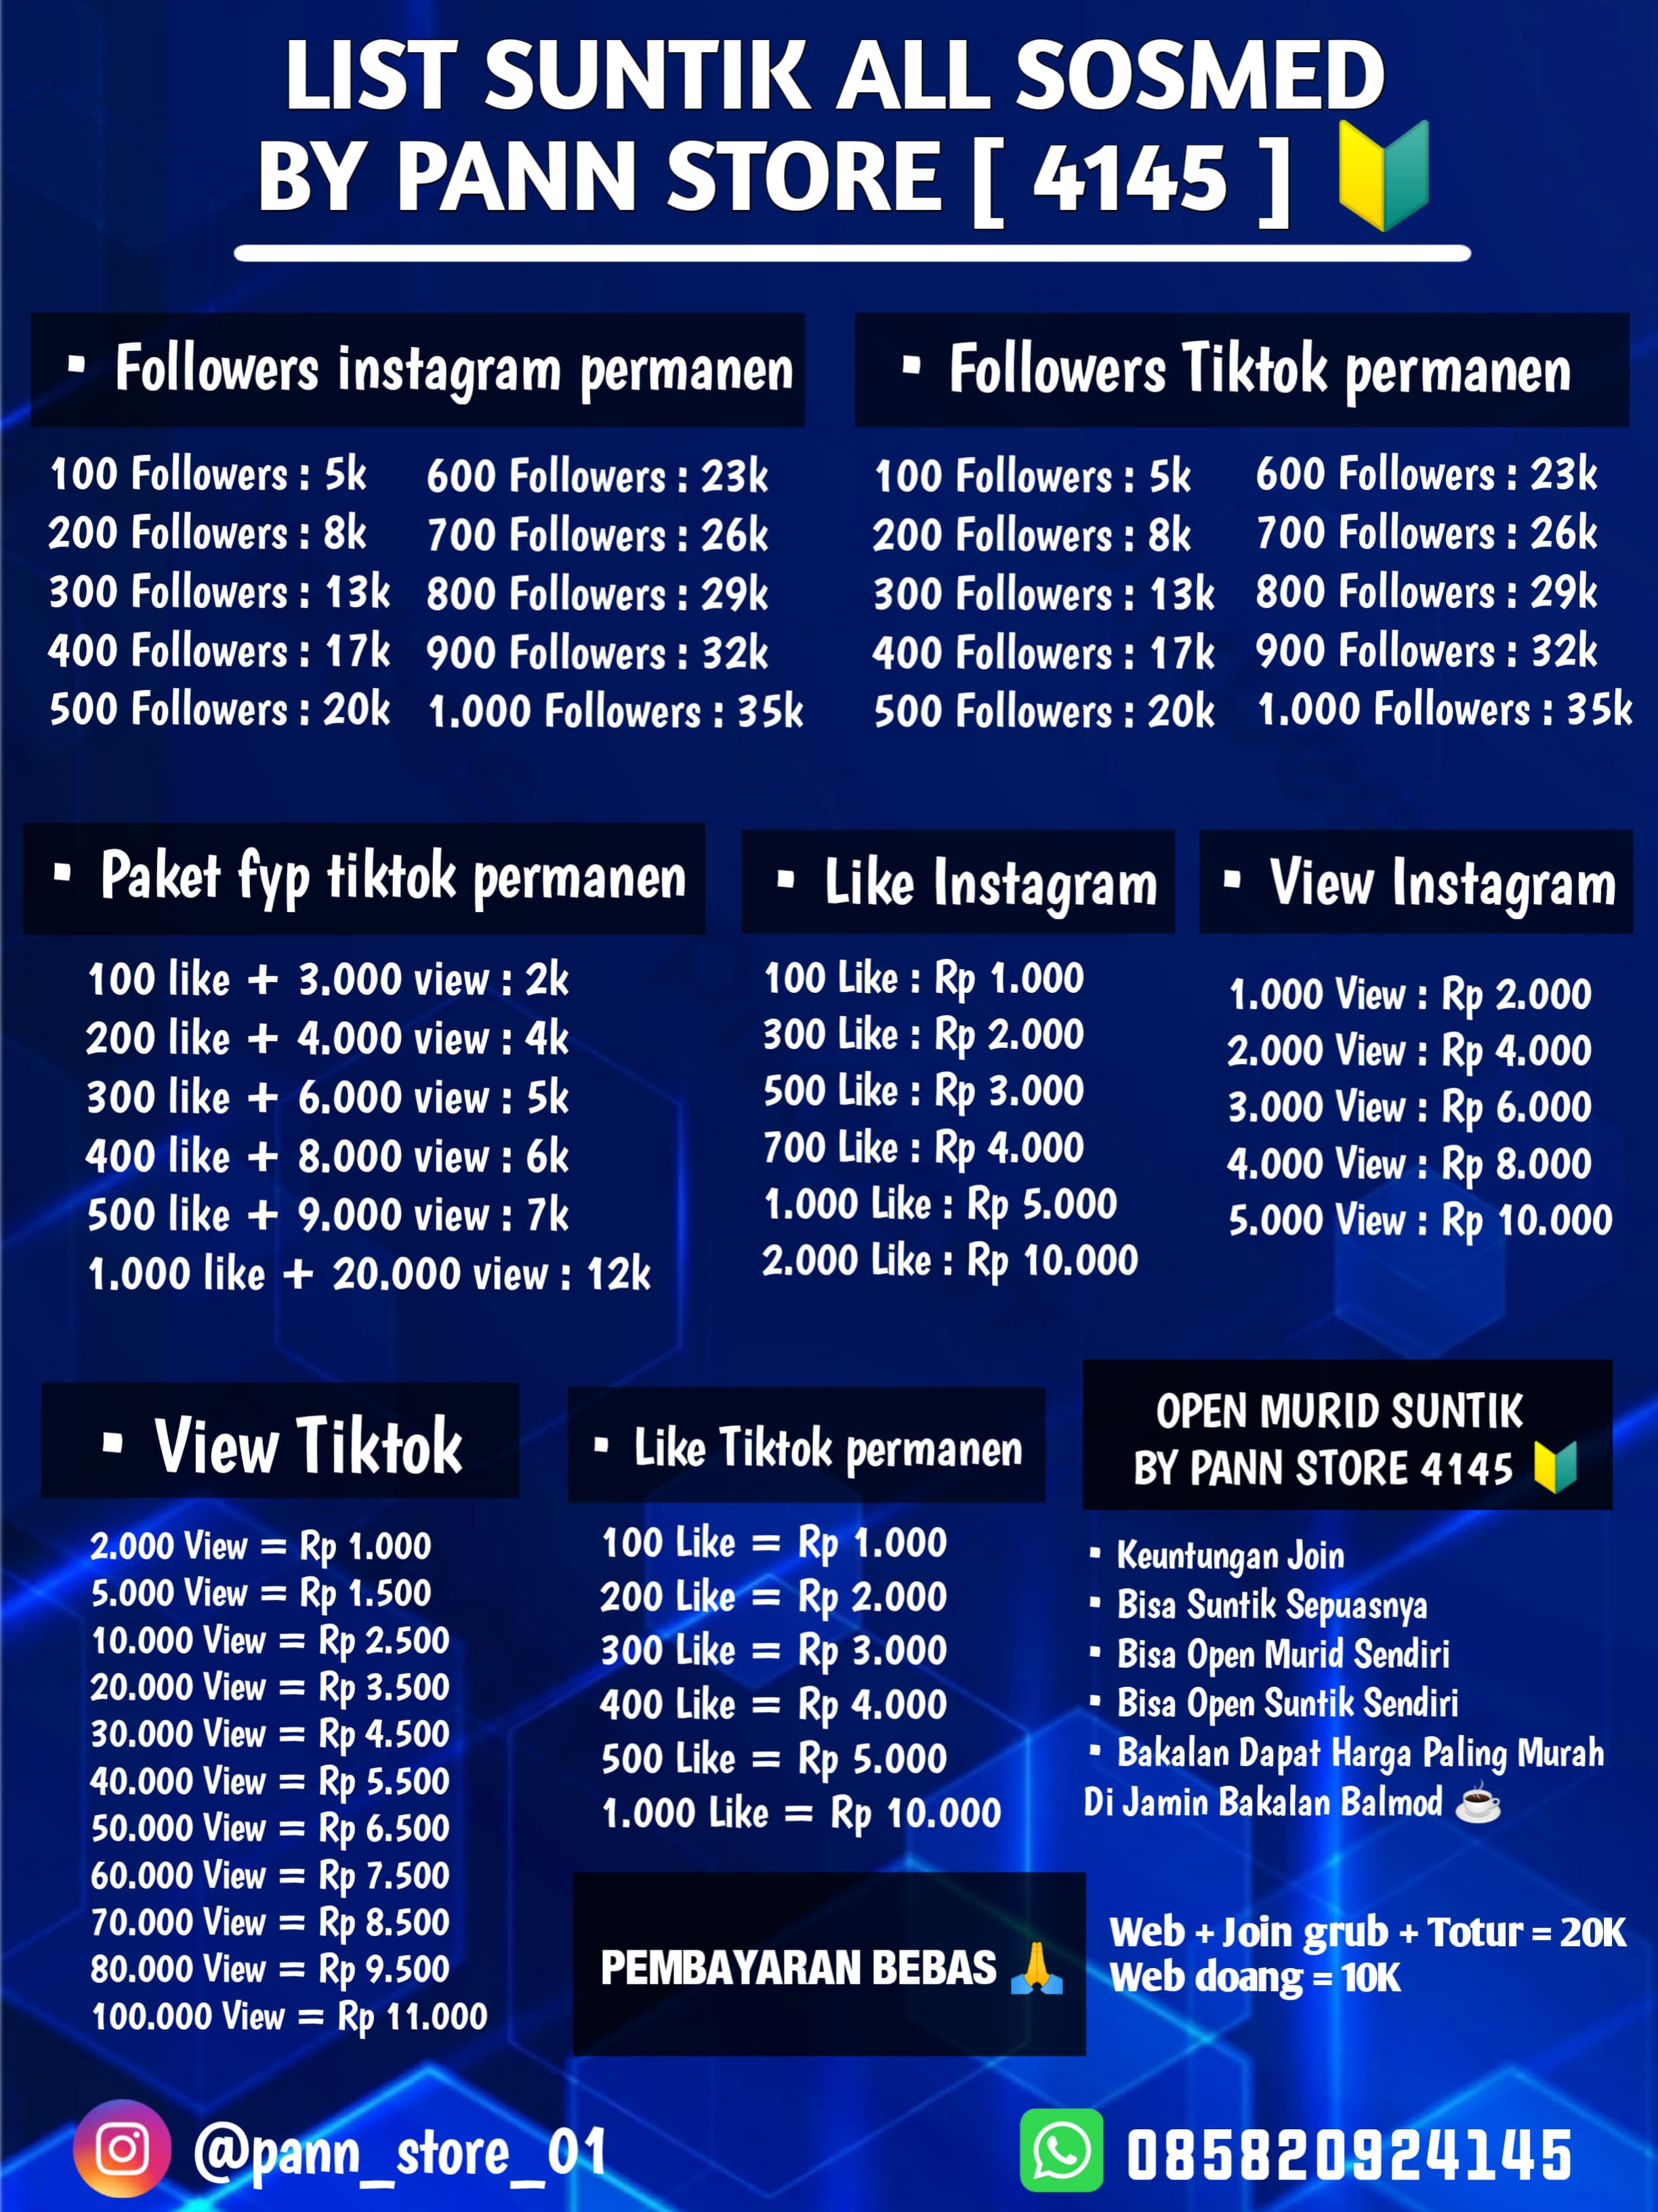 LIST SUNTIK ALL SOSMED
BY PANN STORE [ 4145 ] 🔰
▪ Followers instagram permanen
100 Followers : 5k
200 Followers : 8k
300 Followers : 13k
400 Followers : 17k
500 Followers : 20k
600 Followers : 23k
700 Followers : 26k
800 Followers : 29k
900 Followers : 32k
1.000 Followers : 35k
▪ Followers Tiktok permanen
100 Followers : 5k
200 Followers : 8k
300 Followers : 13k
400 Followers : 17k
500 Followers : 20k
600 Followers : 23k
700 Followers : 26k
800 Followers : 29k
900 Followers : 32k
1.000 Followers : 35k
▪ Paket fyp tiktok permanen
100 like + 3.000 view : 2k
200 like + 4.000 view : 4k
300 like + 6.000 view : 5k
400 like + 8.000 view : 6k
500 like + 9.000 view : 7k
1.000 like + 20.000 view : 12k
▪ Like Instagram
100 Like : Rp 1.000
300 Like : Rp 2.000
500 Like : Rp 3.000
700 Like : Rp 4.000
1.000 Like : Rp 5.000
2.000 Like : Rp 10.000
▪ View Instagram
1.000 View : Rp 2.000
2.000 View : Rp 4.000
3.000 View : Rp 6.000
4.000 View : Rp 8.000
5.000 View : Rp 10.000
▪ View Tiktok
2.000 View = Rp 1.000
5.000 View = Rp 1.500
10.000 View = Rp 2.500
20.000 View = Rp 3.500
30.000 View = Rp 4.500
40.000 View = Rp 5.500
50.000 View = Rp 6.500
60.000 View = Rp 7.500
70.000 View = Rp 8.500
80.000 View = Rp 9.500
100.000 View = Rp 11.000
▪ Like Tiktok permanen
100 Like = Rp 1.000
200 Like = Rp 2.000
300 Like = Rp 3.000
400 Like = Rp 4.000
500 Like = Rp 5.000
1.000 Like = Rp 10.000
PEMBAYARAN BEBAS 🙏
OPEN MURID SUNTIK
BY PANN STORE 4145 🔰
▪ Keuntungan Join
▪ Bisa Suntik Sepuasnya
▪ Bisa Open Murid Sendiri
▪ Bisa Open Suntik Sendiri
▪ Bakalan Dapat Harga Paling Murah
Di Jamin Bakalan Balmod ☕
Web + Join grub + Totur = 20K
Web doang = 10K
@pann_store_01
085820924145